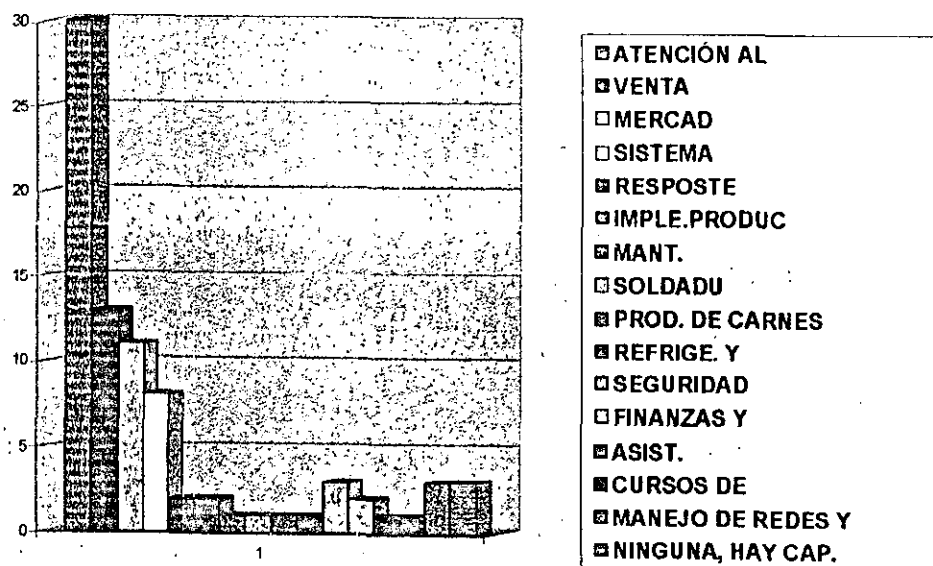 30
25
20
15
10
5
0
1
ATENCIÓN AL
VENTA
MERCAD
SISTEMA
RESPOSTE
IMPLE.PRODUC
MANT.
SOLDADU
PROD. DE CARNES
REFRIGE. Y
SEGURIDAD
FINANZAS Y
ASIST.
CURSOS DE
MANEJO DE REDES Y
NINGUNA, HAY CAP.